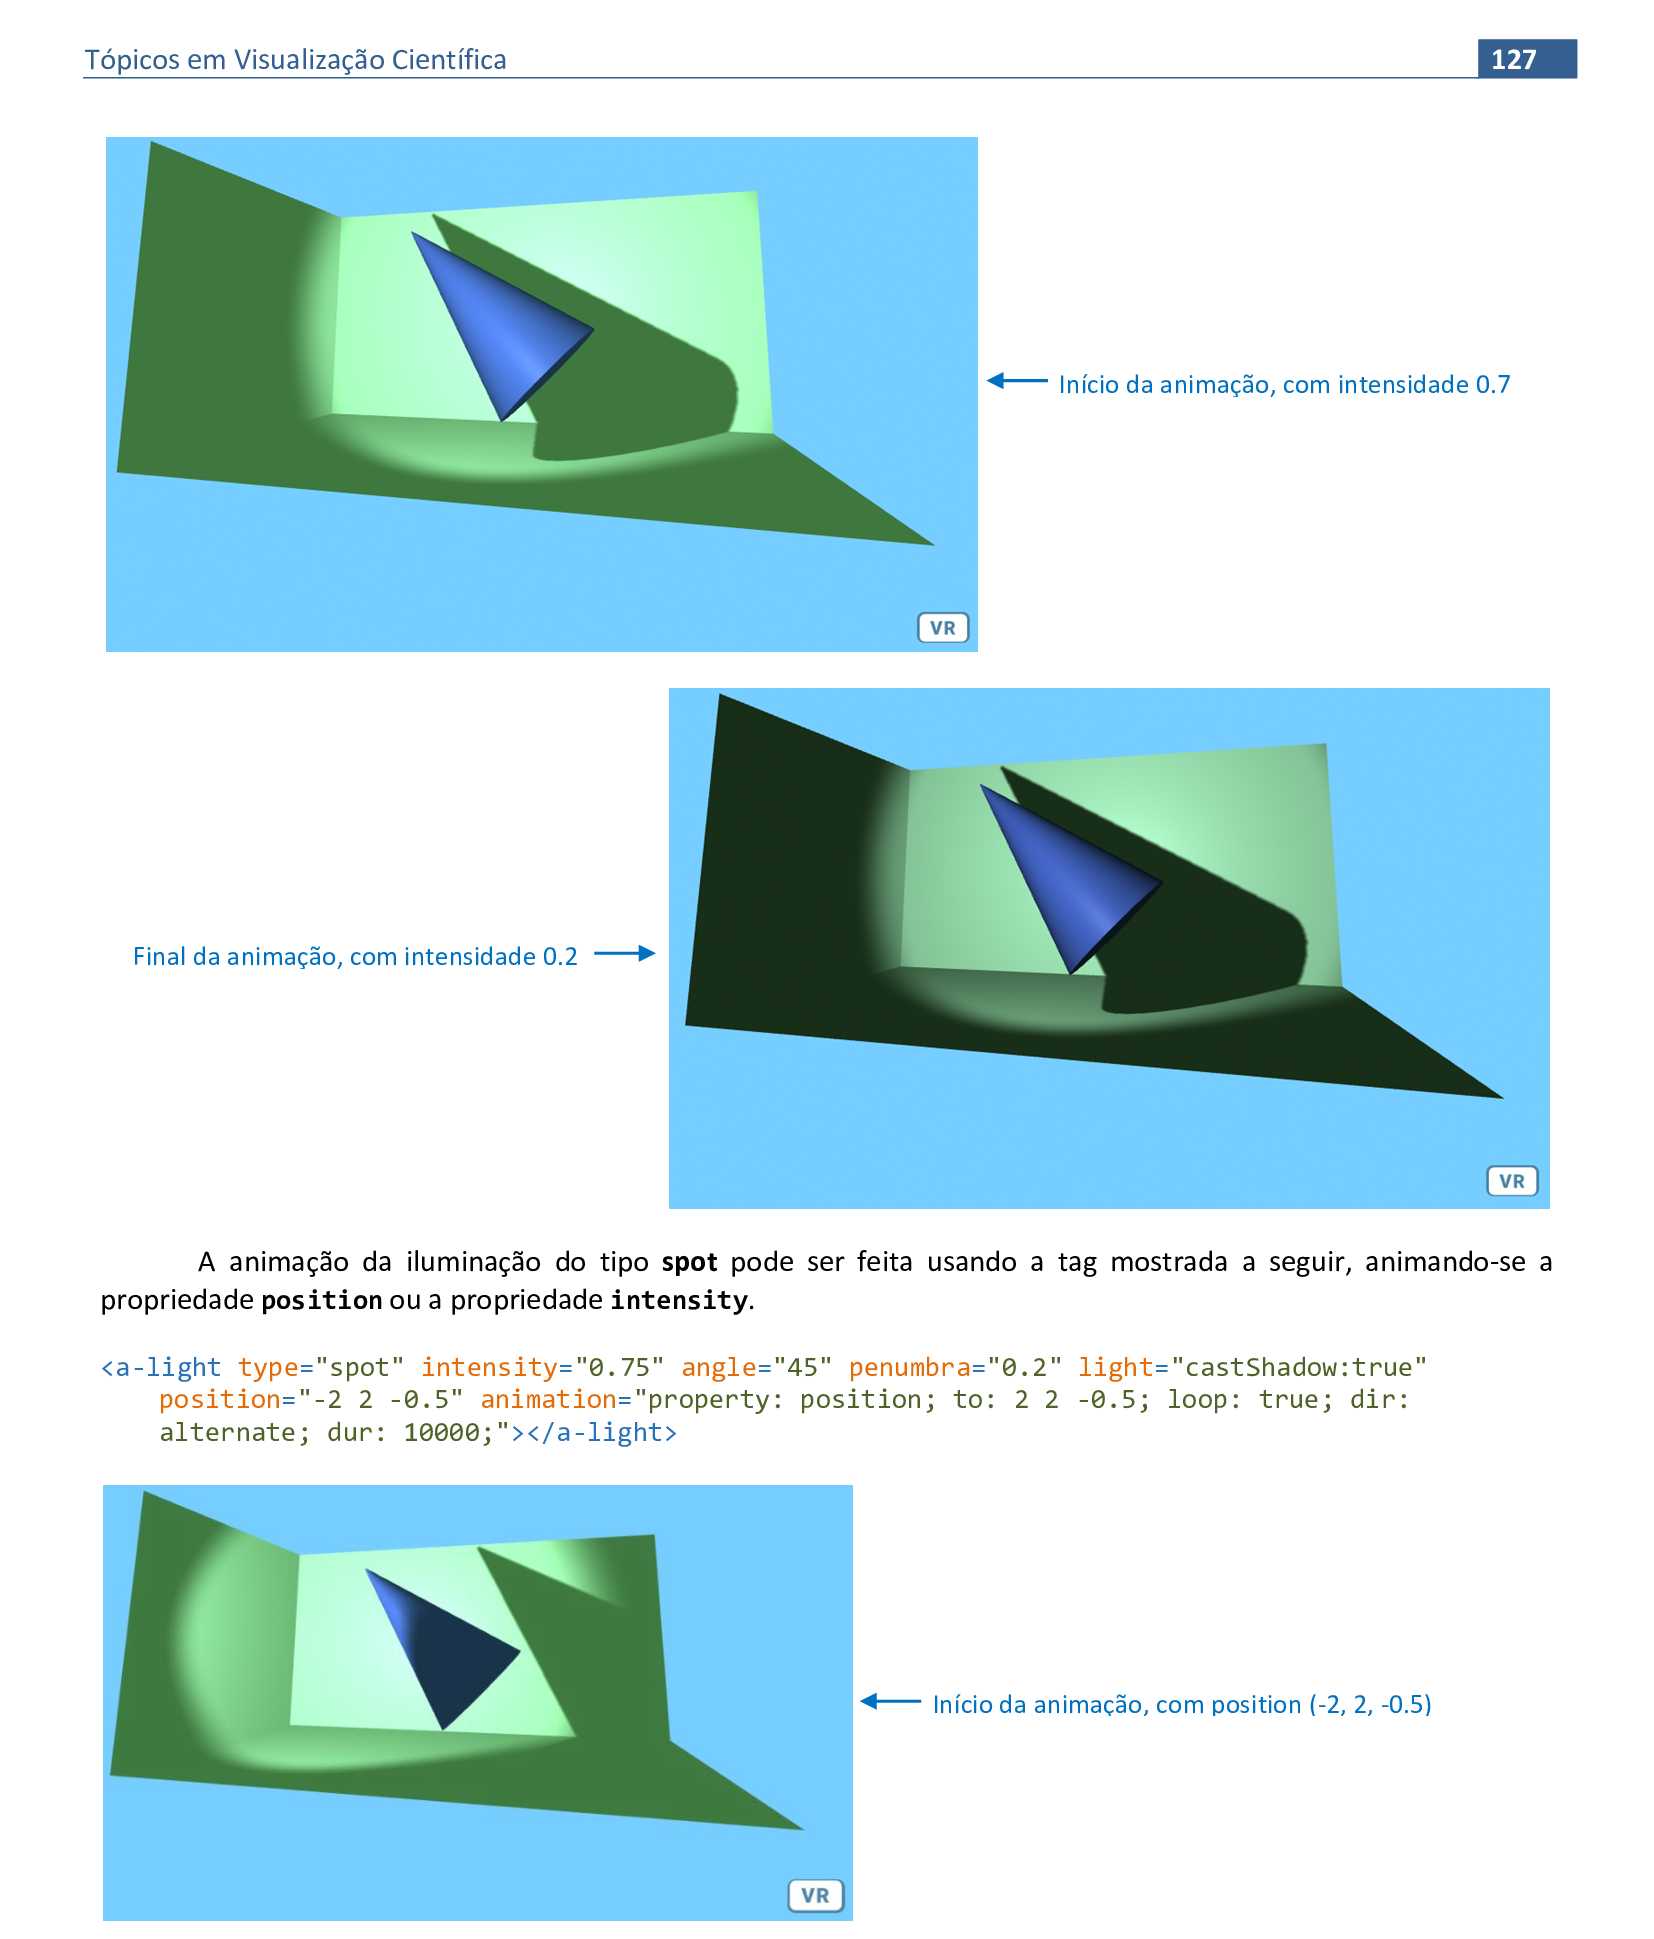 Tópicos em Visualização Científica 127
Início da animação, com intensidade 0.7
VR
Final da animação, com intensidade 0.2
VR
A animação da iluminação do tipo spot pode ser feita usando a tag mostrada a seguir, animando-se a
propriedade position ou a propriedade intensity.
<a-light type="spot" intensity="0.75" angle="45" penumbra="0.2" light="castShadow:true"
position="-2 2 -0.5" animation="property: position; to: 2 2 -0.5; loop: true; dir:
alternate; dur: 10000;"></a-light>
Início da animação, com position (-2, 2, -0.5)
VR